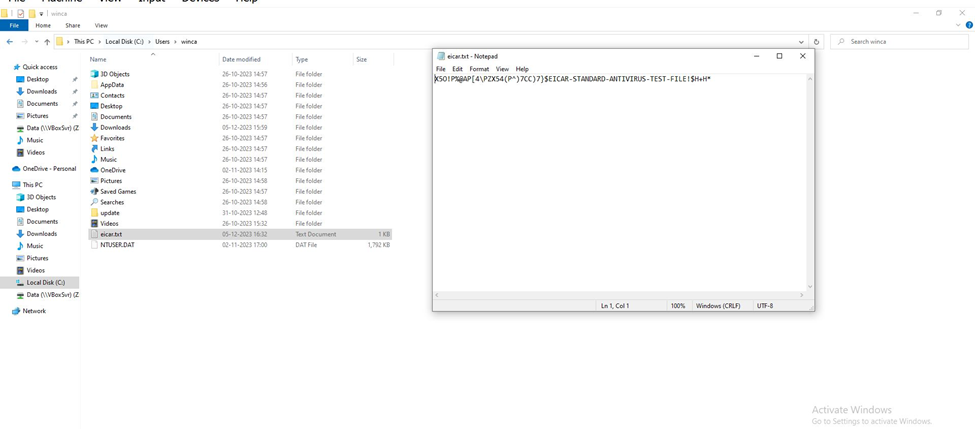 File Machine View Input Devices Help
winca
File Home Share View
This PC Local Disk (C:) Users winca
Search winca
Name Date modified Type Size
Quick access
Desktop
Downloads
Documents
Pictures
Data (\\VBoxSvr) (Z
Music
Videos
OneDrive - Personal
This PC
3D Objects
Desktop
Documents
Downloads
Music
Pictures
Videos
Local Disk (C:)
Data (\\VBoxSvr) (Z
Network
3D Objects 26-10-2023 14:57 File folder
AppData 26-10-2023 14:56 File folder
Contacts 26-10-2023 14:57 File folder
Desktop 26-10-2023 14:57 File folder
Documents 26-10-2023 14:57 File folder
Downloads 05-12-2023 15:59 File folder
Favorites 26-10-2023 14:57 File folder
Links 26-10-2023 14:57 File folder
Music 26-10-2023 14:57 File folder
OneDrive 02-11-2023 14:15 File folder
Pictures 26-10-2023 14:58 File folder
Saved Games 26-10-2023 14:57 File folder
Searches 26-10-2023 14:58 File folder
update 31-10-2023 12:48 File folder
Videos 26-10-2023 15:32 File folder
eicar.txt 05-12-2023 16:32 Text Document 1 KB
NTUSER.DAT 02-11-2023 17:00 DAT File 1,792 KB
eicar.txt - Notepad
File Edit Format View Help
X5O!P%@AP[4\PZX54(P^)7CC)7}$EICAR-STANDARD-ANTIVIRUS-TEST-FILE!$H+H*
Ln 1, Col 1 100% Windows (CRLF) UTF-8
Activate Windows
Go to Settings to activate Windows.